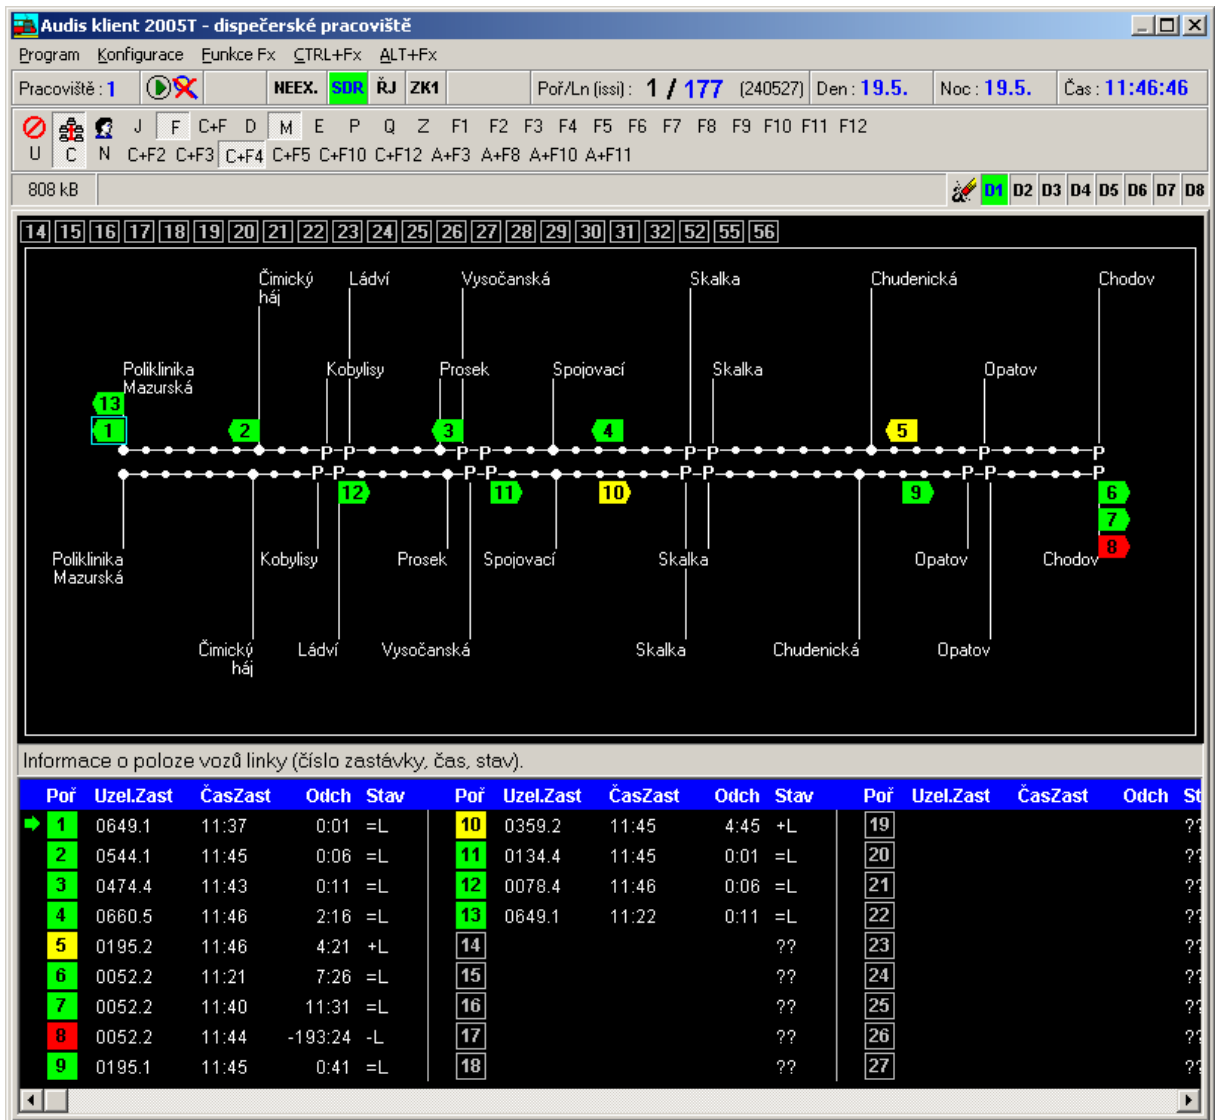 Audis klient 2005T - dispečerské pracoviště
Program Konfigurace Funkce Fx CTRL+Fx ALT+Fx
Pracoviště : 1 NEEX. SDR ŘJ ZK1 Poř/Ln (issi) : 1 / 177 (240527) Den : 19.5. Noc : 19.5. Čas : 11:46:46
J F C+F D M E P Q Z F1 F2 F3 F4 F5 F6 F7 F8 F9 F10 F11 F12
U C N C+F2 C+F3 C+F4 C+F5 C+F10 C+F12 A+F3 A+F8 A+F10 A+F11
808 kB D1 D2 D3 D4 D5 D6 D7 D8
14 15 16 17 18 19 20 21 22 23 24 25 26 27 28 29 30 31 32 52 55 56
Čimický háj Ládví Vysočanská Skalka Chudenická Chodov
Poliklinika Mazurská Kobylisy Prosek Spojovací Skalka Opatov
13
1 2 3 4 5
P P P P P P P P
P P P P P P P P P
12 11 10 9 6
7
8
Poliklinika Mazurská Kobylisy Prosek Spojovací Skalka Opatov Chodov
Čimický háj Ládví Vysočanská Skalka Chudenická Opatov
Informace o poloze vozů linky (číslo zastávky, čas, stav).
Poř Uzel.Zast ČasZast Odch Stav Poř Uzel.Zast ČasZast Odch Stav Poř Uzel.Zast ČasZast Odch St
1 0649.1 11:37 0:01 =L 10 0359.2 11:45 4:45 +L 19 ??
2 0544.1 11:45 0:06 =L 11 0134.4 11:45 0:01 =L 20 ??
3 0474.4 11:43 0:11 =L 12 0078.4 11:46 0:06 =L 21 ??
4 0660.5 11:46 2:16 =L 13 0649.1 11:22 0:11 =L 22 ??
5 0195.2 11:46 4:21 +L 14 ?? 23 ??
6 0052.2 11:21 7:26 =L 15 ?? 24 ??
7 0052.2 11:40 11:31 =L 16 ?? 25 ??
8 0052.2 11:44 -193:24 -L 17 ?? 26 ??
9 0195.1 11:45 0:41 =L 18 ?? 27 ??